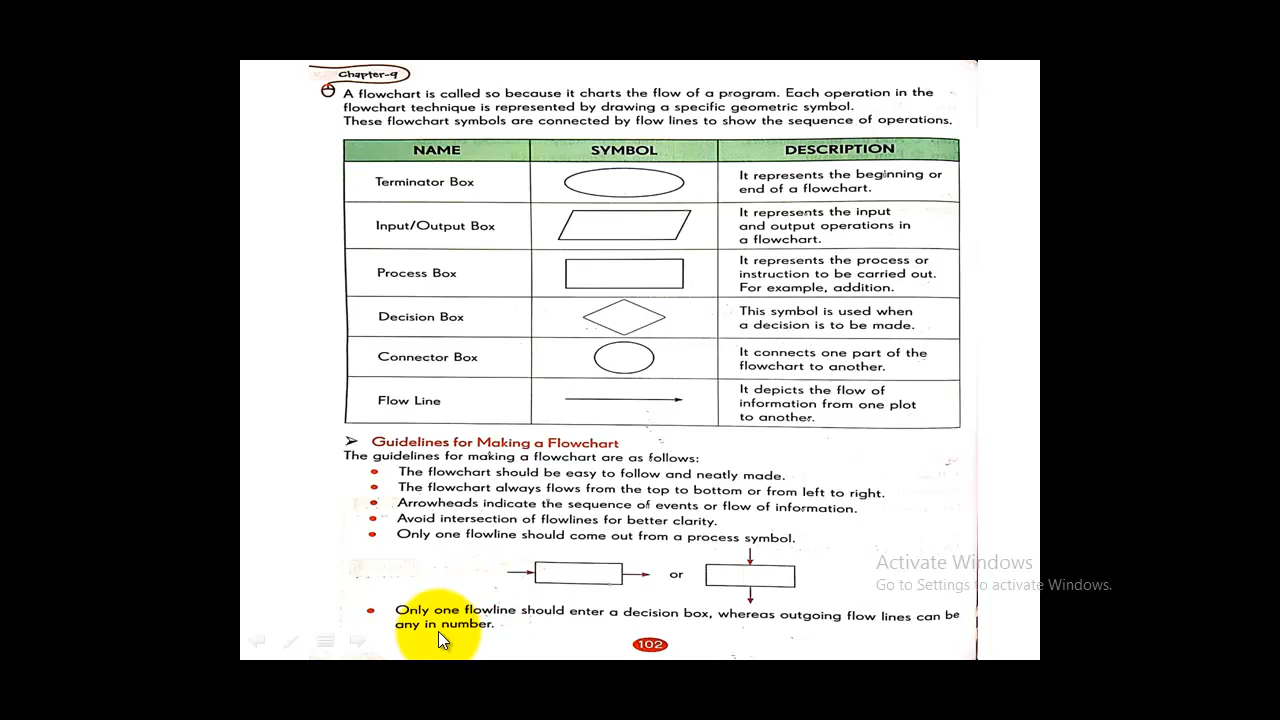 Chapter-9
A flowchart is called so because it charts the flow of a program. Each operation in the
flowchart technique is represented by drawing a specific geometric symbol.
These flowchart symbols are connected by flow lines to show the sequence of operations.
NAME SYMBOL DESCRIPTION
Terminator Box
It represents the beginning or
end of a flowchart.
Input/Output Box
It represents the input
and output operations in
a flowchart.
Process Box
It represents the process or
instruction to be carried out.
For example, addition.
Decision Box
This symbol is used when
a decision is to be made.
Connector Box
It connects one part of the
flowchart to another.
Flow Line
It depicts the flow of
information from one plot
to another.
Guidelines for Making a Flowchart
The guidelines for making a flowchart are as follows:
The flowchart should be easy to follow and neatly made.
The flowchart always flows from the top to bottom or from left to right.
Arrowheads indicate the sequence of events or flow of information.
Avoid intersection of flowlines for better clarity.
Only one flowline should come out from a process symbol.
or
Only one flowline should enter a decision box, whereas outgoing flow lines can be
any in number.
102
Activate Windows
Go to Settings to activate Windows.